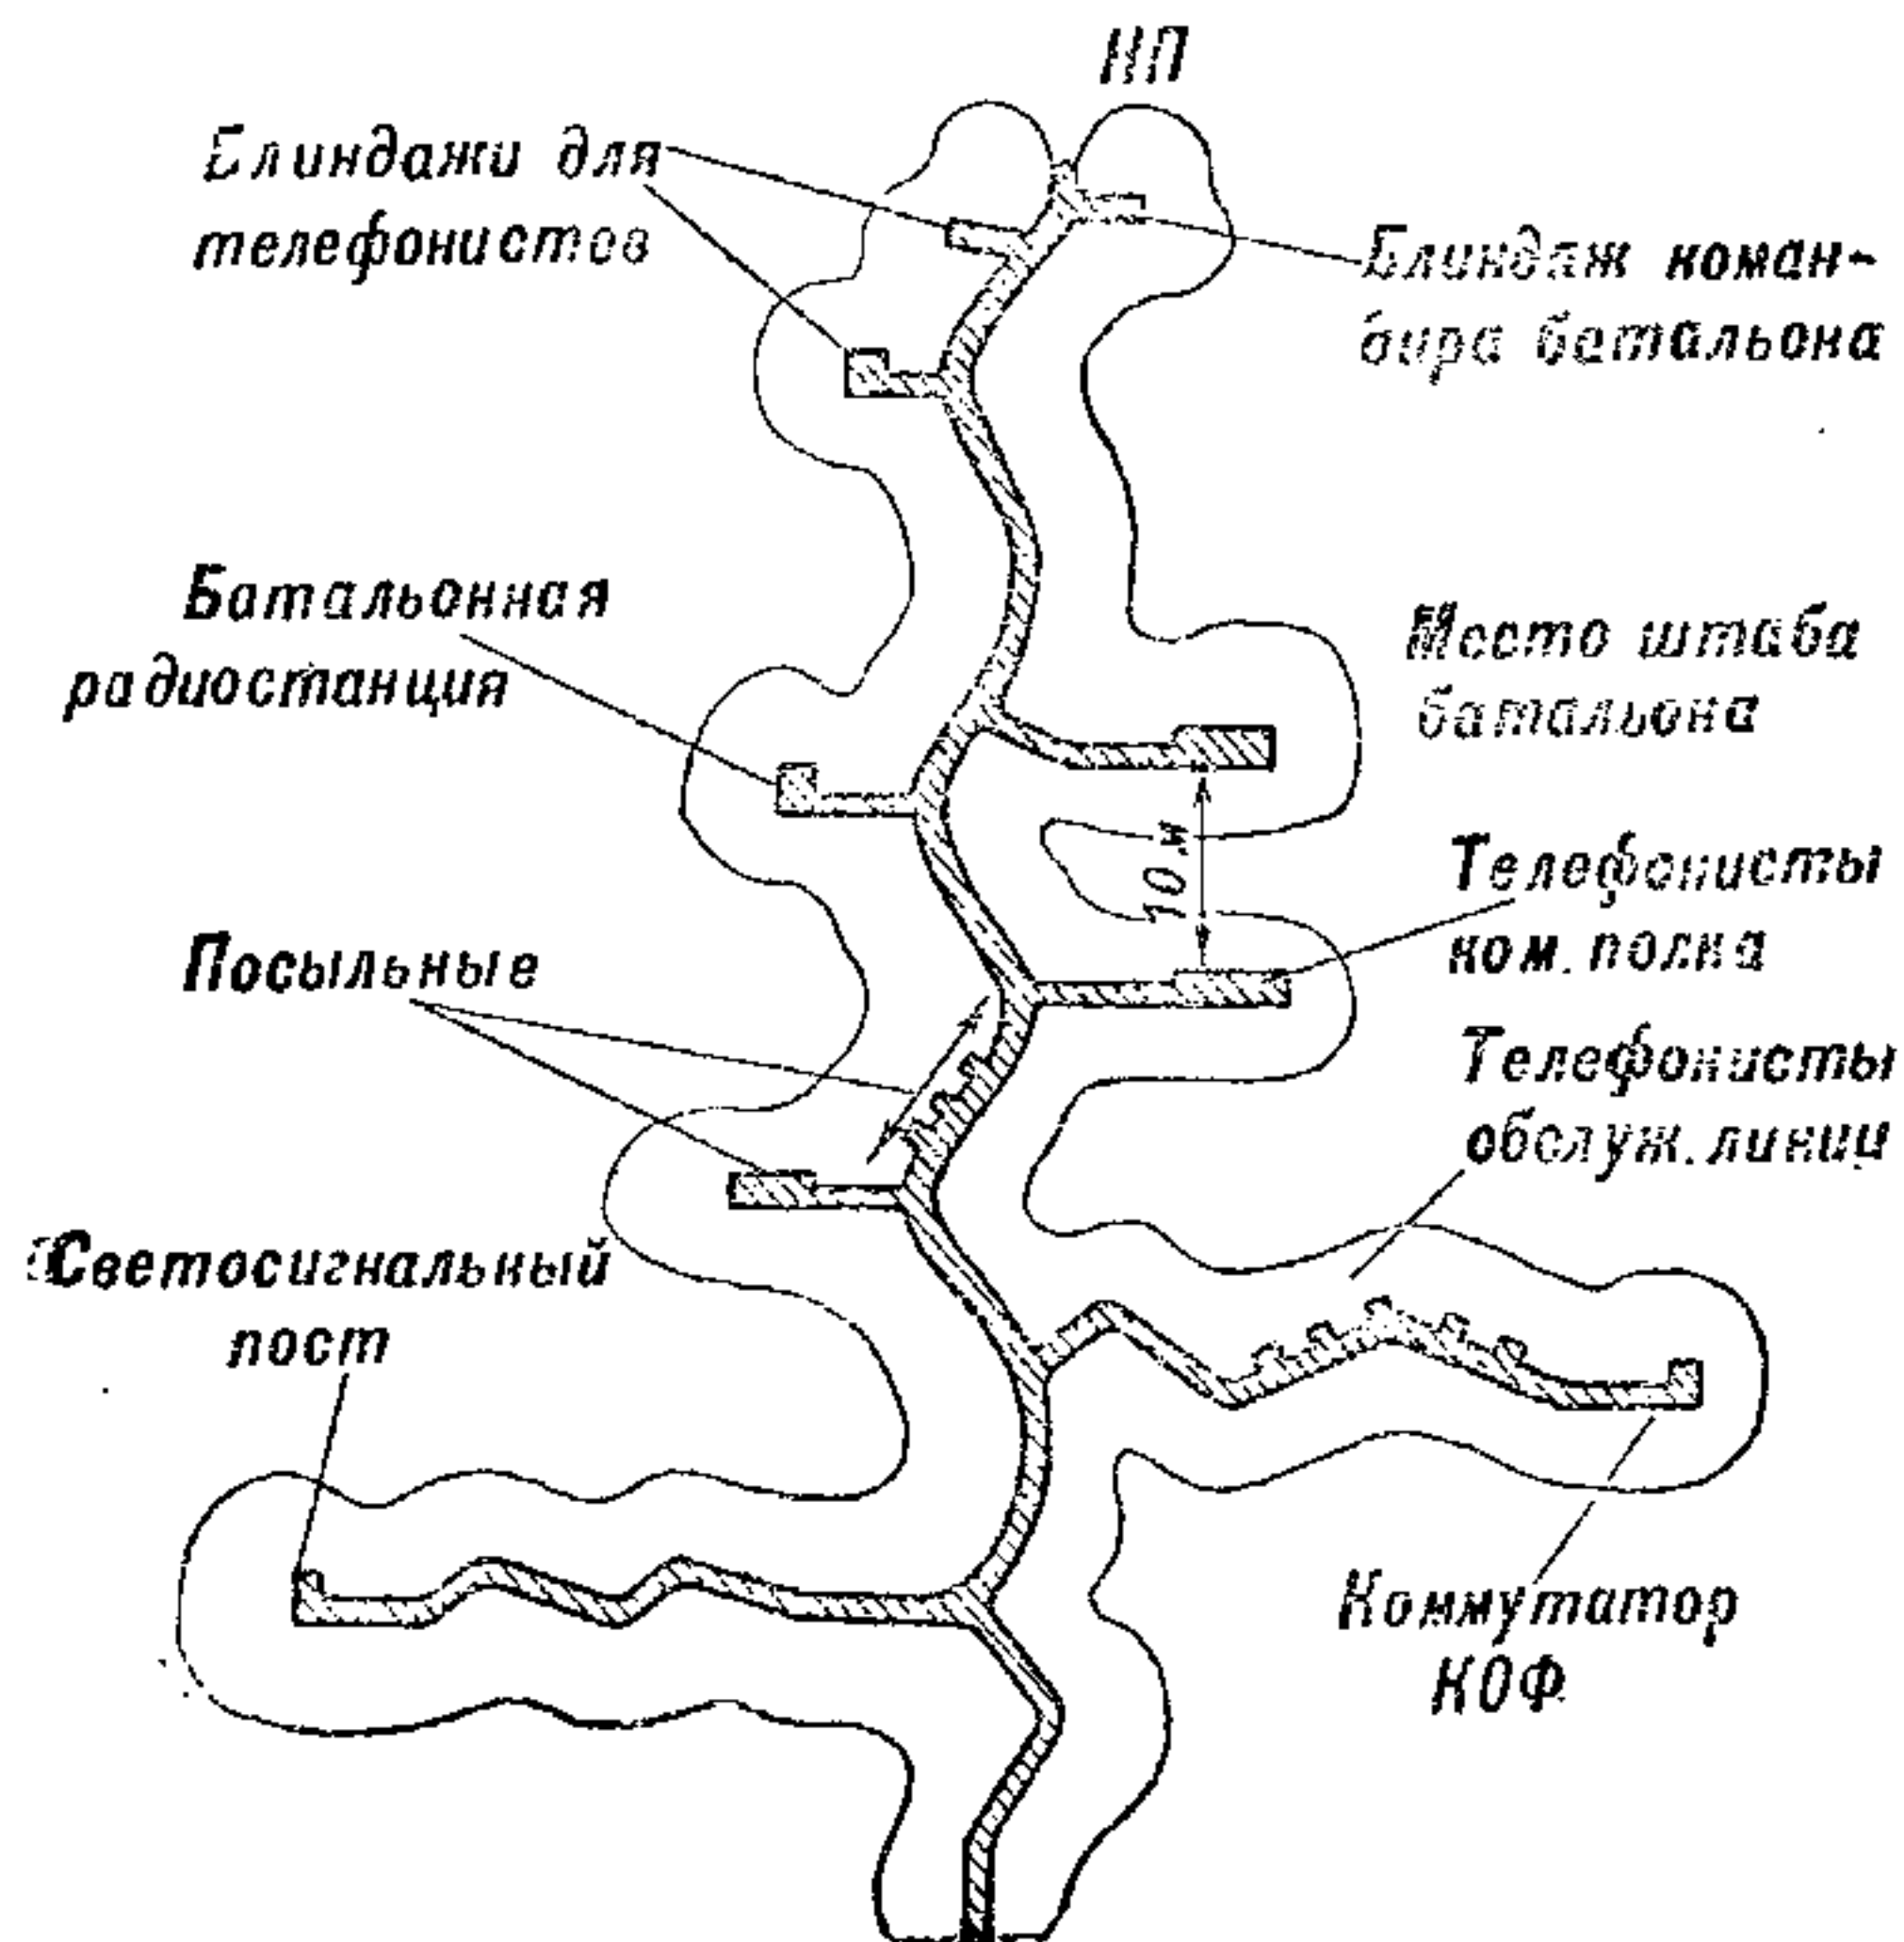 НП
Блиндажи для
телефонистов
Блиндаж коман-
дира батальона
Батальонная
радиостанция
Место штаба
батальона
10 м
Телефонисты
ком. полка
Посыльные
Телефонисты
обслуж. линии
Светосигнальный
пост
Коммутатор
КОФ